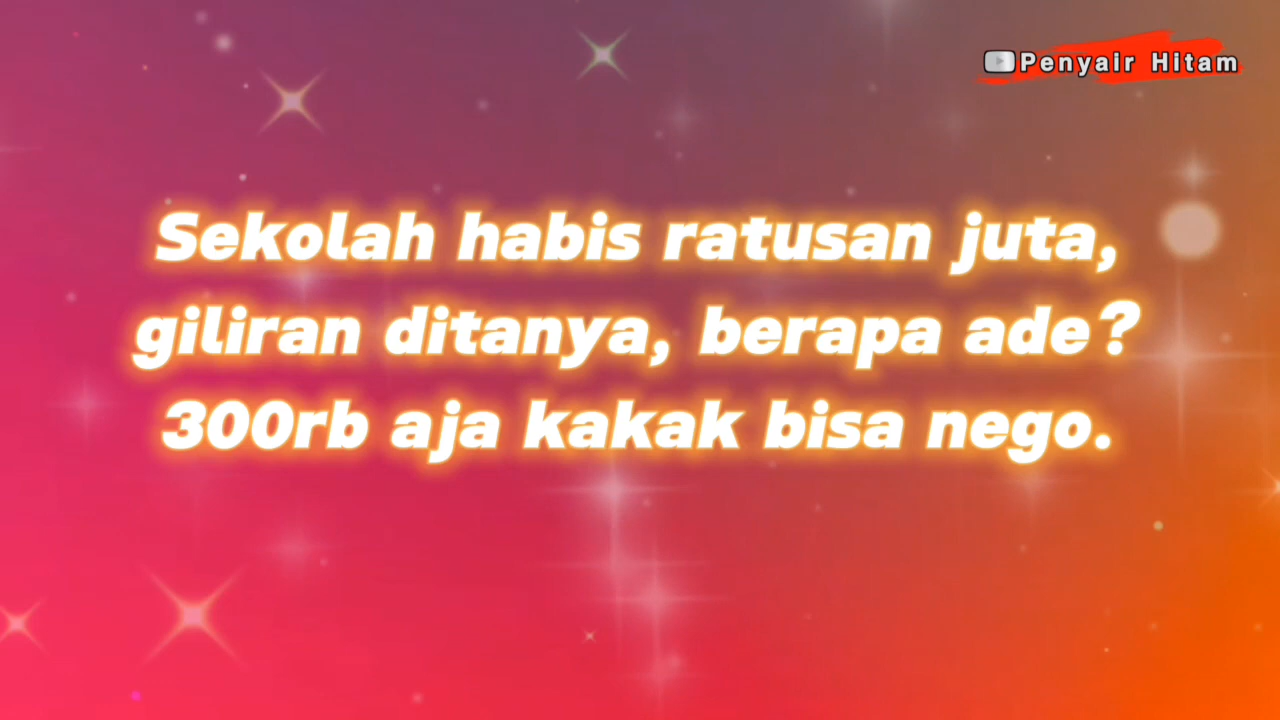 Penyair Hitam
Sekolah habis ratusan juta,
giliran ditanya, berapa ade?
300rb aja kakak bisa nego.